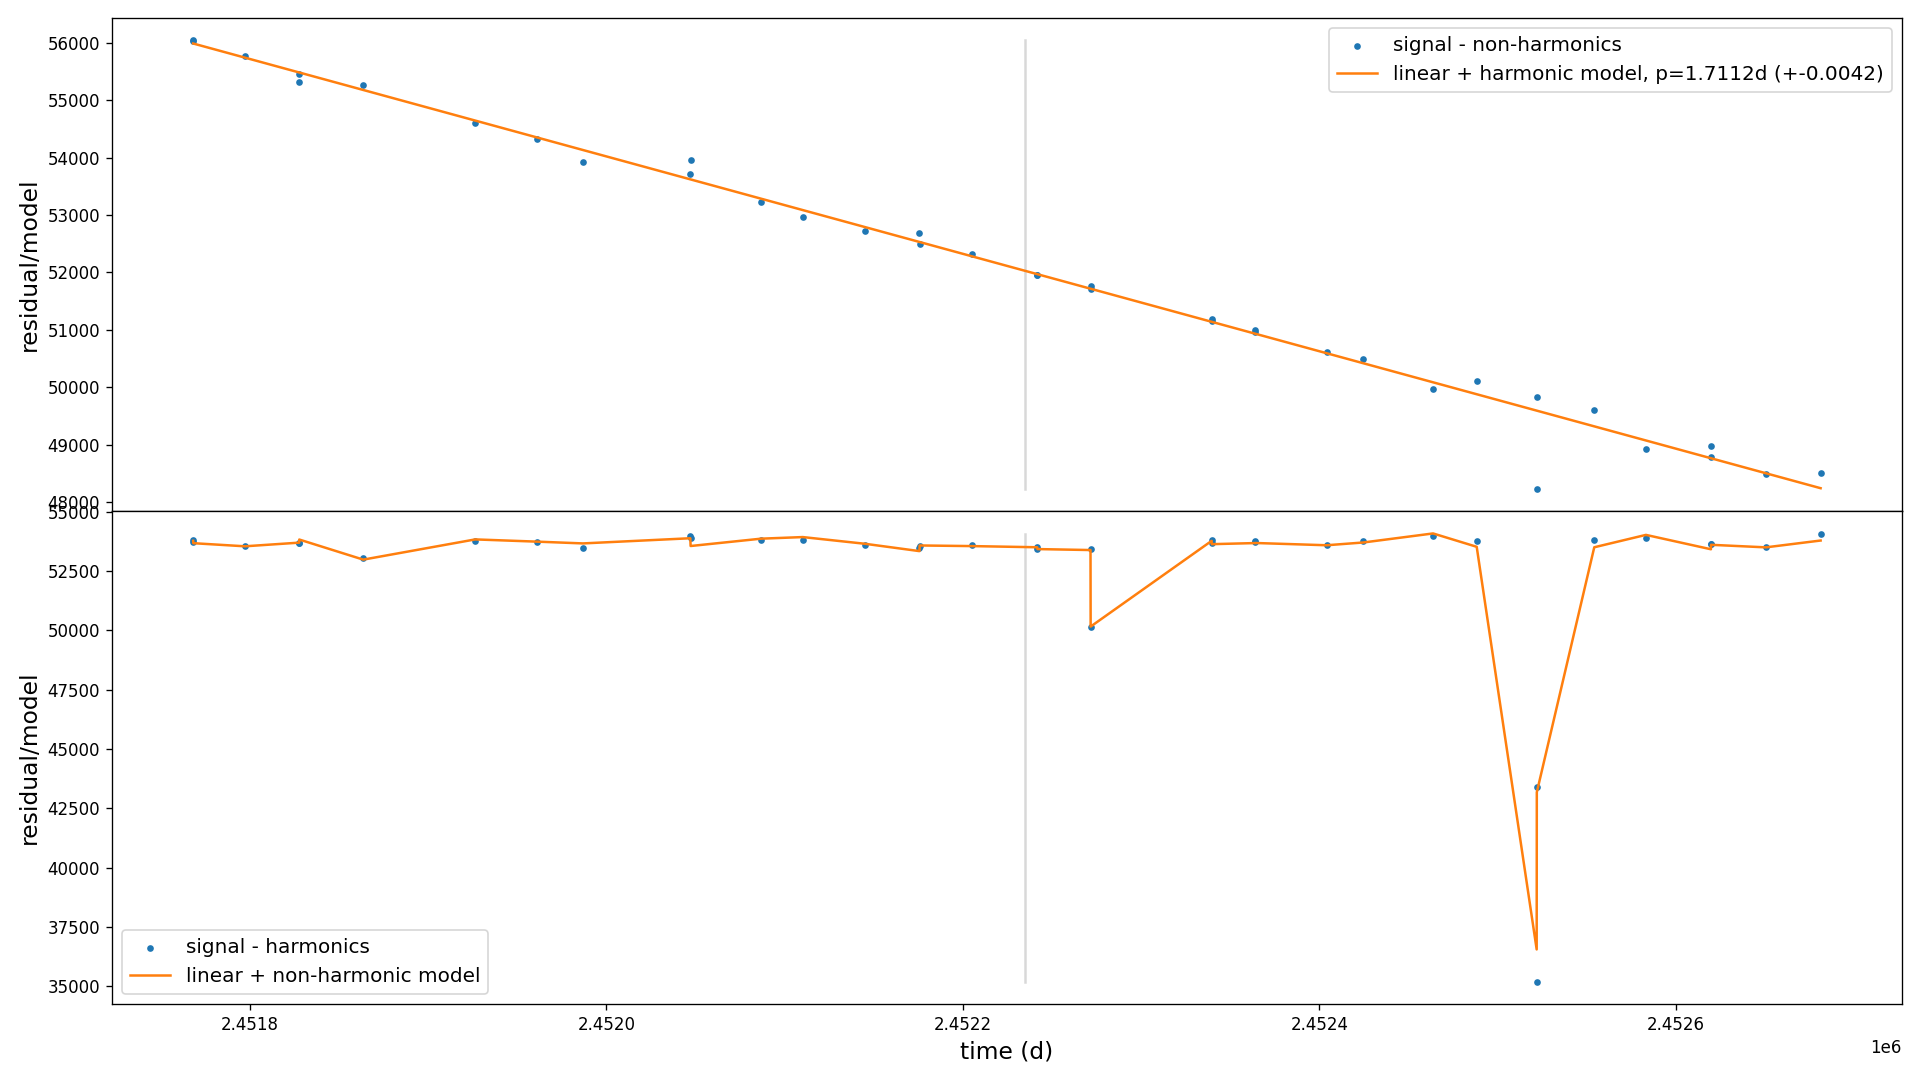 56000
55000
54000
53000
52000
51000
50000
49000
48000
residual/model
signal - non-harmonics
linear + harmonic model, p=1.7112d (+-0.0042)
55000
52500
50000
47500
45000
42500
40000
37500
35000
residual/model
signal - harmonics
linear + non-harmonic model
2.4518
2.4520
2.4522
2.4524
2.4526
time (d)
1e6